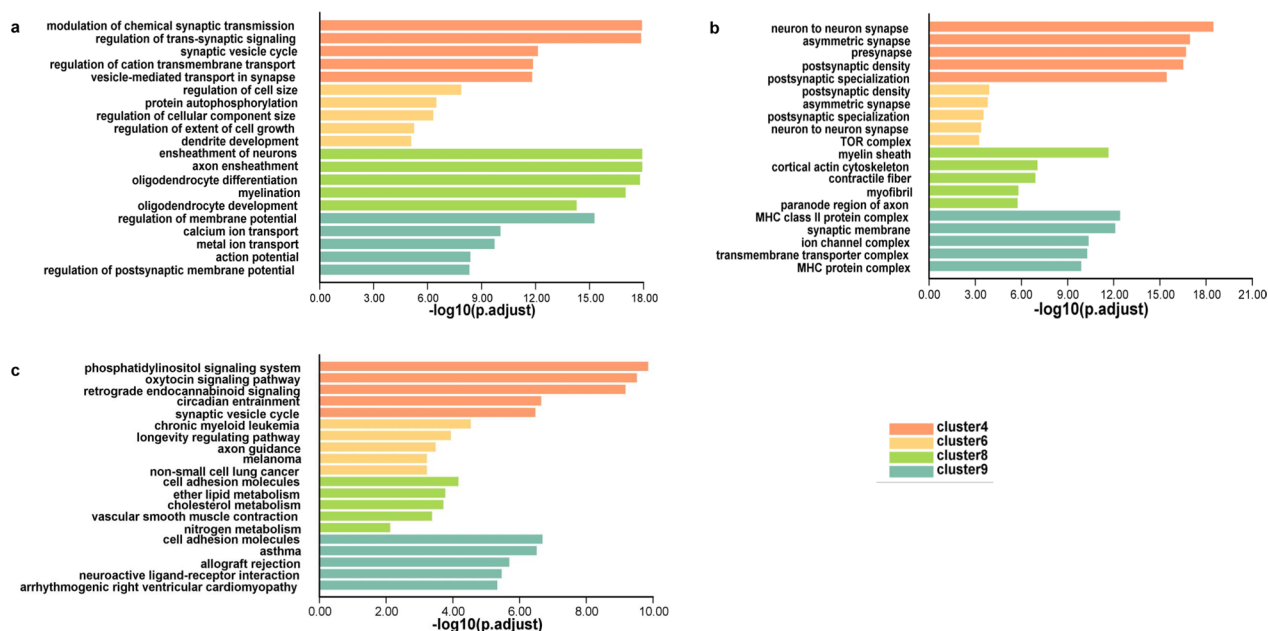 a
modulation of chemical synaptic transmission
regulation of trans-synaptic signaling
synaptic vesicle cycle
regulation of cation transmembrane transport
vesicle-mediated transport in synapse
regulation of cell size
protein autophosphorylation
regulation of cellular component size
regulation of extent of cell growth
dendrite development
ensheathment of neurons
axon ensheathment
oligodendrocyte differentiation
myelination
oligodendrocyte development
regulation of membrane potential
calcium ion transport
metal ion transport
action potential
regulation of postsynaptic membrane potential
0.00 3.00 6.00 9.00 12.00 15.00 18.00
-log10(p.adjust)
b
neuron to neuron synapse
asymmetric synapse
presynapse
postsynaptic density
postsynaptic specialization
postsynaptic density
asymmetric synapse
postsynaptic specialization
neuron to neuron synapse
TOR complex
myelin sheath
cortical actin cytoskeleton
contractile fiber
myofibril
paranode region of axon
MHC class II protein complex
synaptic membrane
ion channel complex
transmembrane transporter complex
MHC protein complex
0.00 3.00 6.00 9.00 12.00 15.00 18.00 21.00
-log10(p.adjust)
c
phosphatidylinositol signaling system
oxytocin signaling pathway
retrograde endocannabinoid signaling
circadian entrainment
synaptic vesicle cycle
chronic myeloid leukemia
longevity regulating pathway
axon guidance
melanoma
non-small cell lung cancer
cell adhesion molecules
ether lipid metabolism
cholesterol metabolism
vascular smooth muscle contraction
nitrogen metabolism
cell adhesion molecules
asthma
allograft rejection
neuroactive ligand-receptor interaction
arrhythmogenic right ventricular cardiomyopathy
0.00 2.00 4.00 6.00 8.00 10.00
-log10(p.adjust)
cluster4
cluster6
cluster8
cluster9